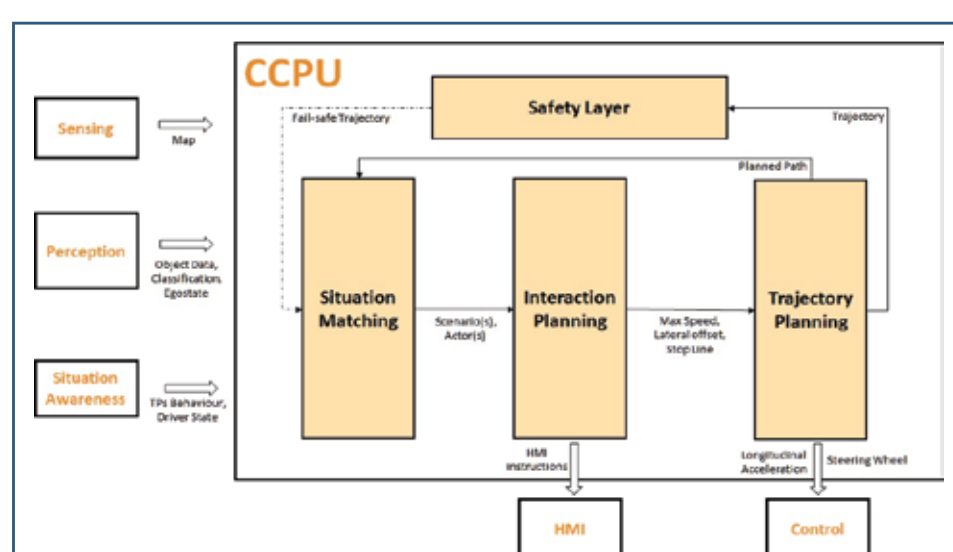 CCPU
Safety Layer
Fail-safe Trajectory
Trajectory
Sensing
Map
Planned Path
Perception
Object Data,
Classification,
Egostate
Situation
Matching
Scenario(s),
Actor(s)
Interaction
Planning
Max Speed,
Lateral offset,
Stop Line
Trajectory
Planning
Situation
Awareness
TPs Behaviour,
Driver State
HMI
Instructions
Longitudinal
Acceleration
Steering Wheel
HMI
Control